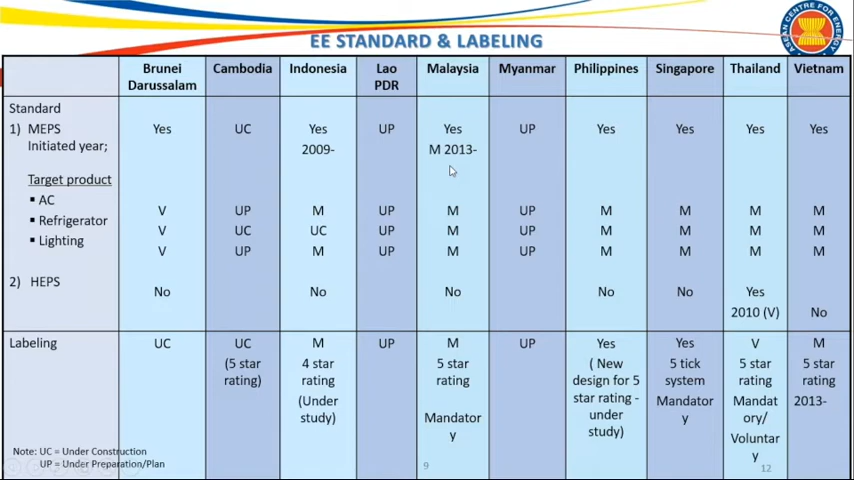 EE STANDARD & LABELING
ASEAN CENTRE FOR ENERGY
Brunei Darussalam Cambodia Indonesia Lao PDR Malaysia Myanmar Philippines Singapore Thailand Vietnam
Standard
1) MEPS Yes UC Yes UP Yes UP Yes Yes Yes Yes
Initiated year; 2009- M 2013-
Target product
▪ AC V UP M UP M UP M M M M
▪ Refrigerator V UC UC UP M UP M M M M
▪ Lighting V UP M UP M UP M M M M
2) HEPS No No No No No Yes
2010 (V) No
Labeling UC UC M UP M UP Yes Yes V M
(5 star 4 star 5 star ( New 5 tick 5 star 5 star
rating) rating rating design for 5 system rating rating
(Under star rating - Mandator Mandat 2013-
study) Mandator under y ory/
y study) Voluntar
y
Note: UC = Under Construction
UP = Under Preparation/Plan
9
12